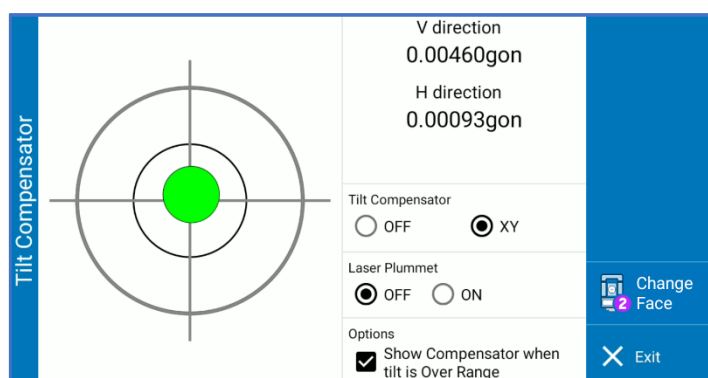 Tilt Compensator
V direction
0.00460gon
H direction
0.00093gon
Tilt Compensator
OFF
XY
Laser Plummet
OFF
ON
Options
Show Compensator when
tilt is Over Range
2
Change
Face
Exit